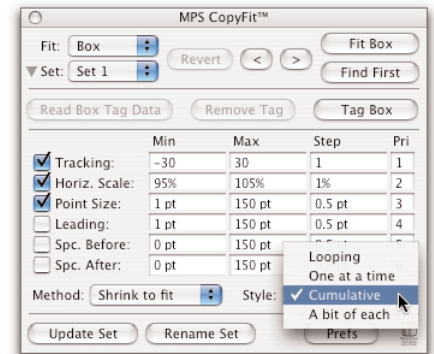 MPS CopyFit™
Fit: Box Revert < > Fit Box
Set: Set 1 Find First
Read Box Tag Data Remove Tag Tag Box
Min Max Step Pri
Tracking: -30 30 1 1
Horiz. Scale: 95% 105% 1% 2
Point Size: 1 pt 150 pt 0.5 pt 3
Leading: 1 pt 150 pt 0.5 pt 4
Spc. Before: 0 pt 150 pt 0.5 pt
Spc. After: 0 pt 150
Looping
One at a time
Method: Shrink to fit Style: ✓ Cumulative
A bit of each
Update Set Rename Set Prefs